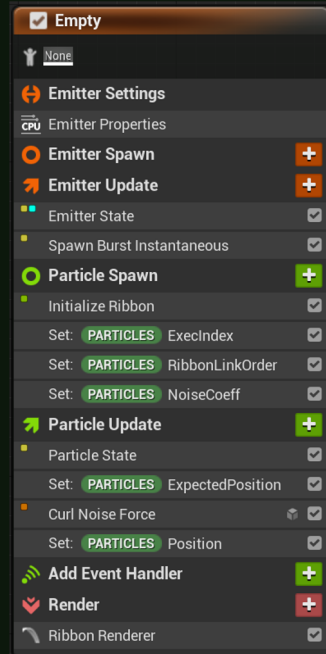 Empty
None
Emitter Settings
CPU Emitter Properties
Emitter Spawn
Emitter Update
Emitter State
Spawn Burst Instantaneous
Particle Spawn
Initialize Ribbon
Set: PARTICLES ExecIndex
Set: PARTICLES RibbonLinkOrder
Set: PARTICLES NoiseCoeff
Particle Update
Particle State
Set: PARTICLES ExpectedPosition
Curl Noise Force
Set: PARTICLES Position
Add Event Handler
Render
Ribbon Renderer